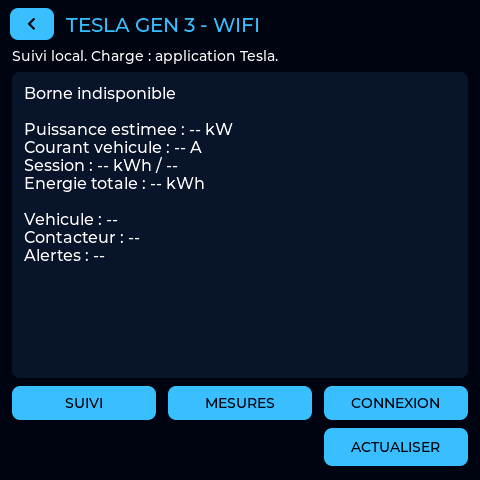 TESLA GEN 3 - WIFI
Suivi local. Charge : application Tesla.
Borne indisponible
Puissance estimee : -- kW
Courant vehicule : -- A
Session : -- kWh / --
Energie totale : -- kWh
Vehicule : --
Contacteur : --
Alertes : --
SUIVI
MESURES
CONNEXION
ACTUALISER